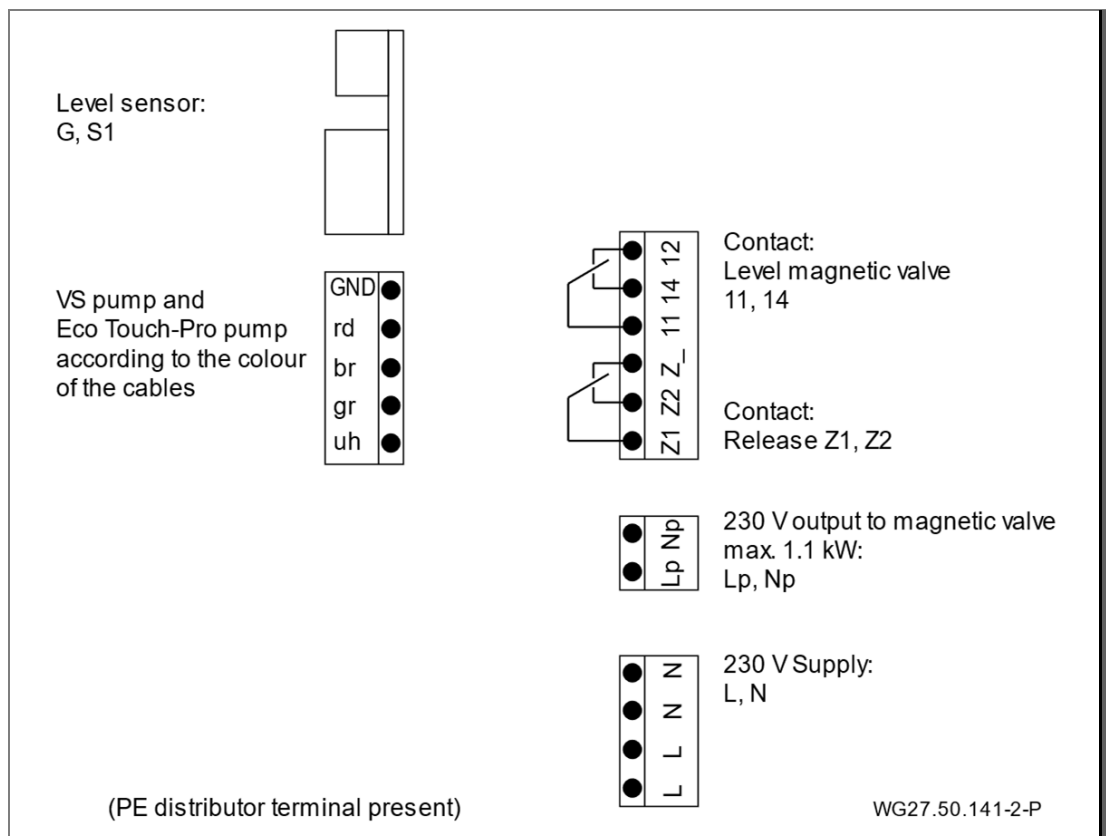 Level sensor:
G, S1
VS pump and
Eco Touch-Pro pump
according to the colour
of the cables
GND
rd
br
gr
uh
12
14
11
Z_
Z2
Z1
Contact:
Level magnetic valve
11, 14
Contact:
Release Z1, Z2
Np
Lp
230 V output to magnetic valve
max. 1.1 kW:
Lp, Np
N
N
L
L
230 V Supply:
L, N
(PE distributor terminal present)
WG27.50.141-2-P